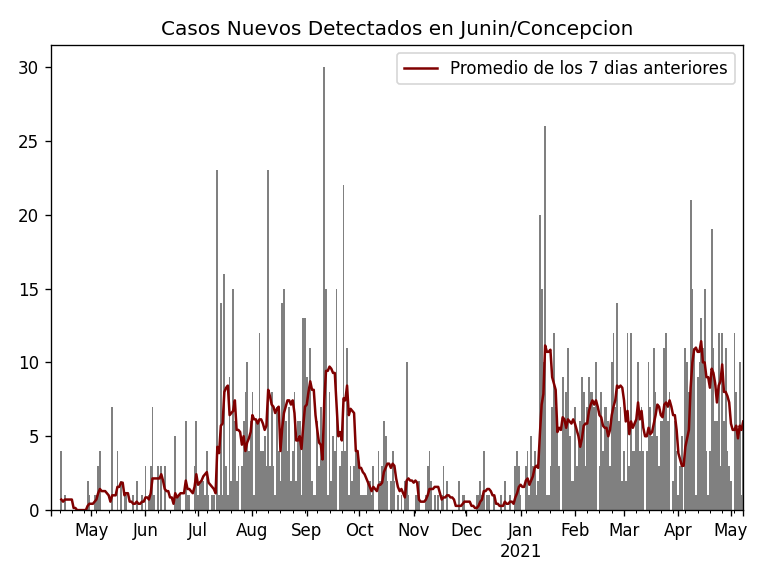 Casos Nuevos Detectados en Junin/Concepcion
Promedio de los 7 dias anteriores
30
25
20
15
10
5
0
May Jun Jul Aug Sep Oct Nov Dec Jan Feb Mar Apr May
2021